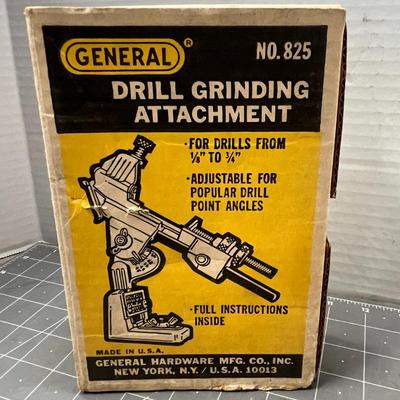 GENERAL®
NO. 825
DRILL GRINDING
ATTACHMENT
·FOR DRILLS FROM
⅛" TO ¾"
·ADJUSTABLE FOR
POPULAR DRILL
POINT ANGLES
·FULL INSTRUCTIONS
INSIDE
MADE IN U.S.A.
GENERAL HARDWARE MFG. CO., INC.
NEW YORK, N.Y. / U.S.A. 10013